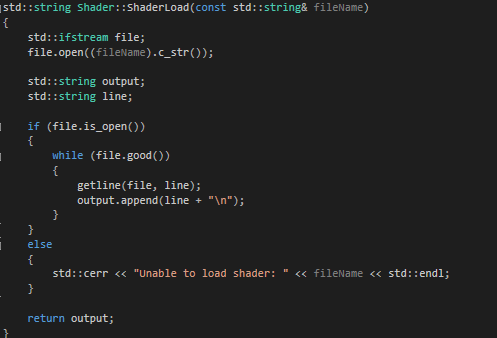 std::string Shader::ShaderLoad(const std::string& fileName)
{
    std::ifstream file;
    file.open((fileName).c_str());

    std::string output;
    std::string line;

    if (file.is_open())
    {
        while (file.good())
        {
            getline(file, line);
            output.append(line + "\n");
        }
    }
    else
    {
        std::cerr << "Unable to load shader: " << fileName << std::endl;
    }

    return output;
}